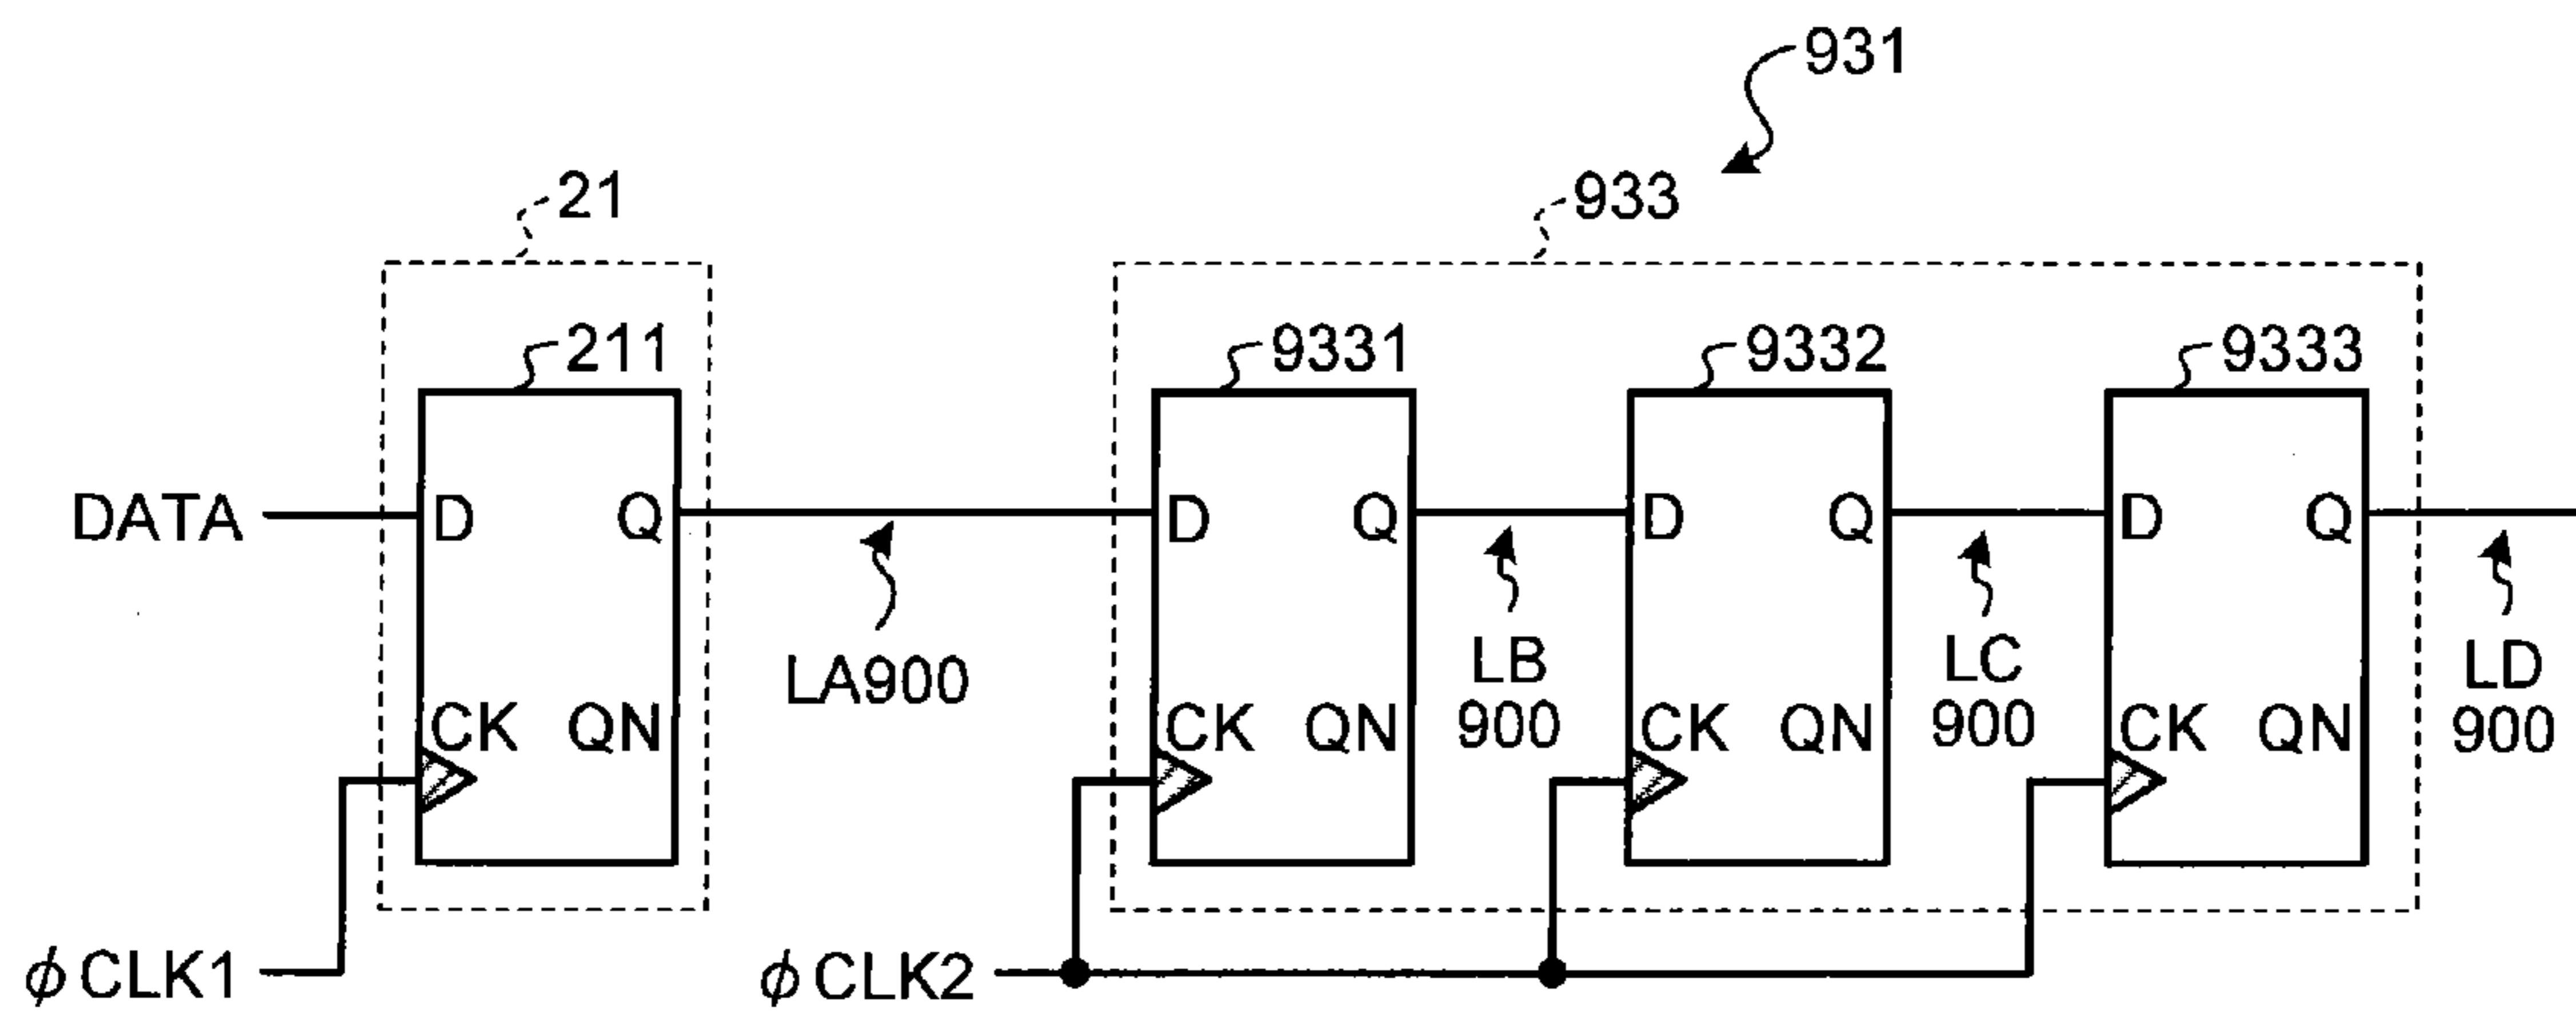 931
21
933
211
9331
9332
9333
DATA
D
Q
D
Q
D
Q
D
Q
LA900
LB
900
LC
900
LD
900
CK
QN
CK
QN
CK
QN
CK
QN
ϕCLK1
ϕCLK2